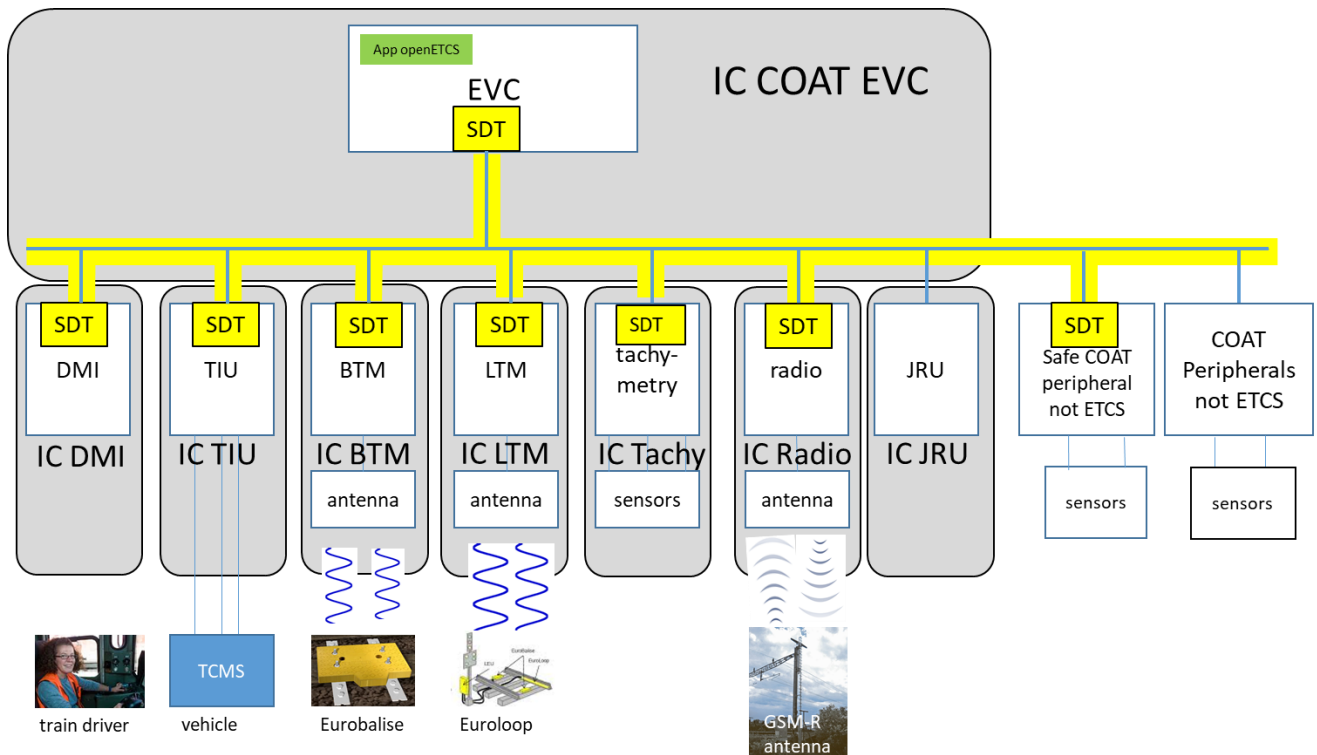 App openETCS
EVC
SDT
IC COAT EVC
SDT
DMI
IC DMI
SDT
TIU
IC TIU
SDT
BTM
IC BTM
antenna
SDT
LTM
IC LTM
antenna
SDT
tachy-
metry
IC Tachy
sensors
SDT
radio
IC Radio
antenna
JRU
IC JRU
SDT
Safe COAT
peripheral
not ETCS
sensors
COAT
Peripherals
not ETCS
sensors
train driver
TCMS
vehicle
Eurobalise
LEU
EuroBalise
EuroLoop
Euroloop
GSM-R
antenna